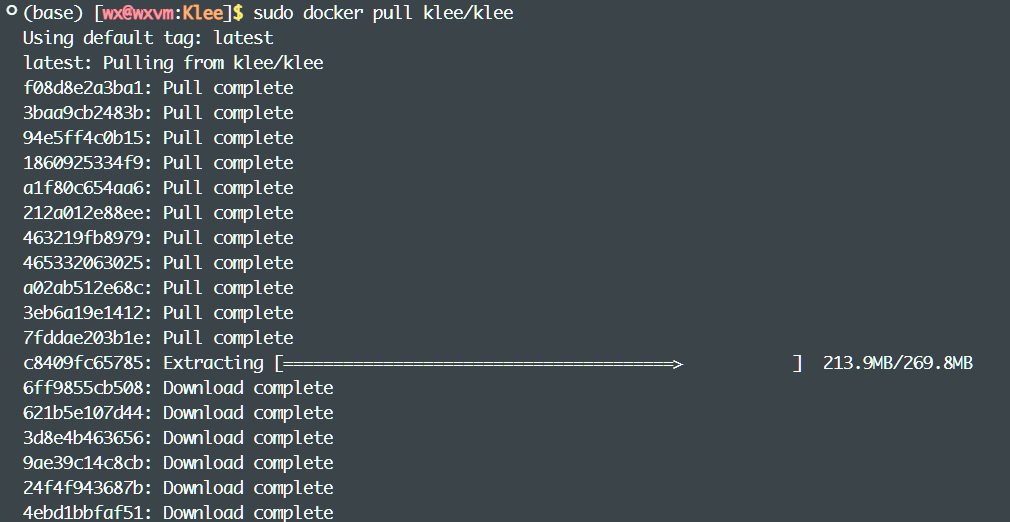 (base) [wx@wxvm:Klee]$ sudo docker pull klee/klee
Using default tag: latest
latest: Pulling from klee/klee
f08d8e2a3ba1: Pull complete
3baa9cb2483b: Pull complete
94e5ff4c0b15: Pull complete
1860925334f9: Pull complete
a1f80c654aa6: Pull complete
212a012e88ee: Pull complete
463219fb8979: Pull complete
465332063025: Pull complete
a02ab512e68c: Pull complete
3eb6a19e1412: Pull complete
7fddae203b1e: Pull complete
c8409fc65785: Extracting [=======================================>           ]  213.9MB/269.8MB
6ff9855cb508: Download complete
621b5e107d44: Download complete
3d8e4b463656: Download complete
9ae39c14c8cb: Download complete
24f4f943687b: Download complete
4ebd1bbfaf51: Download complete